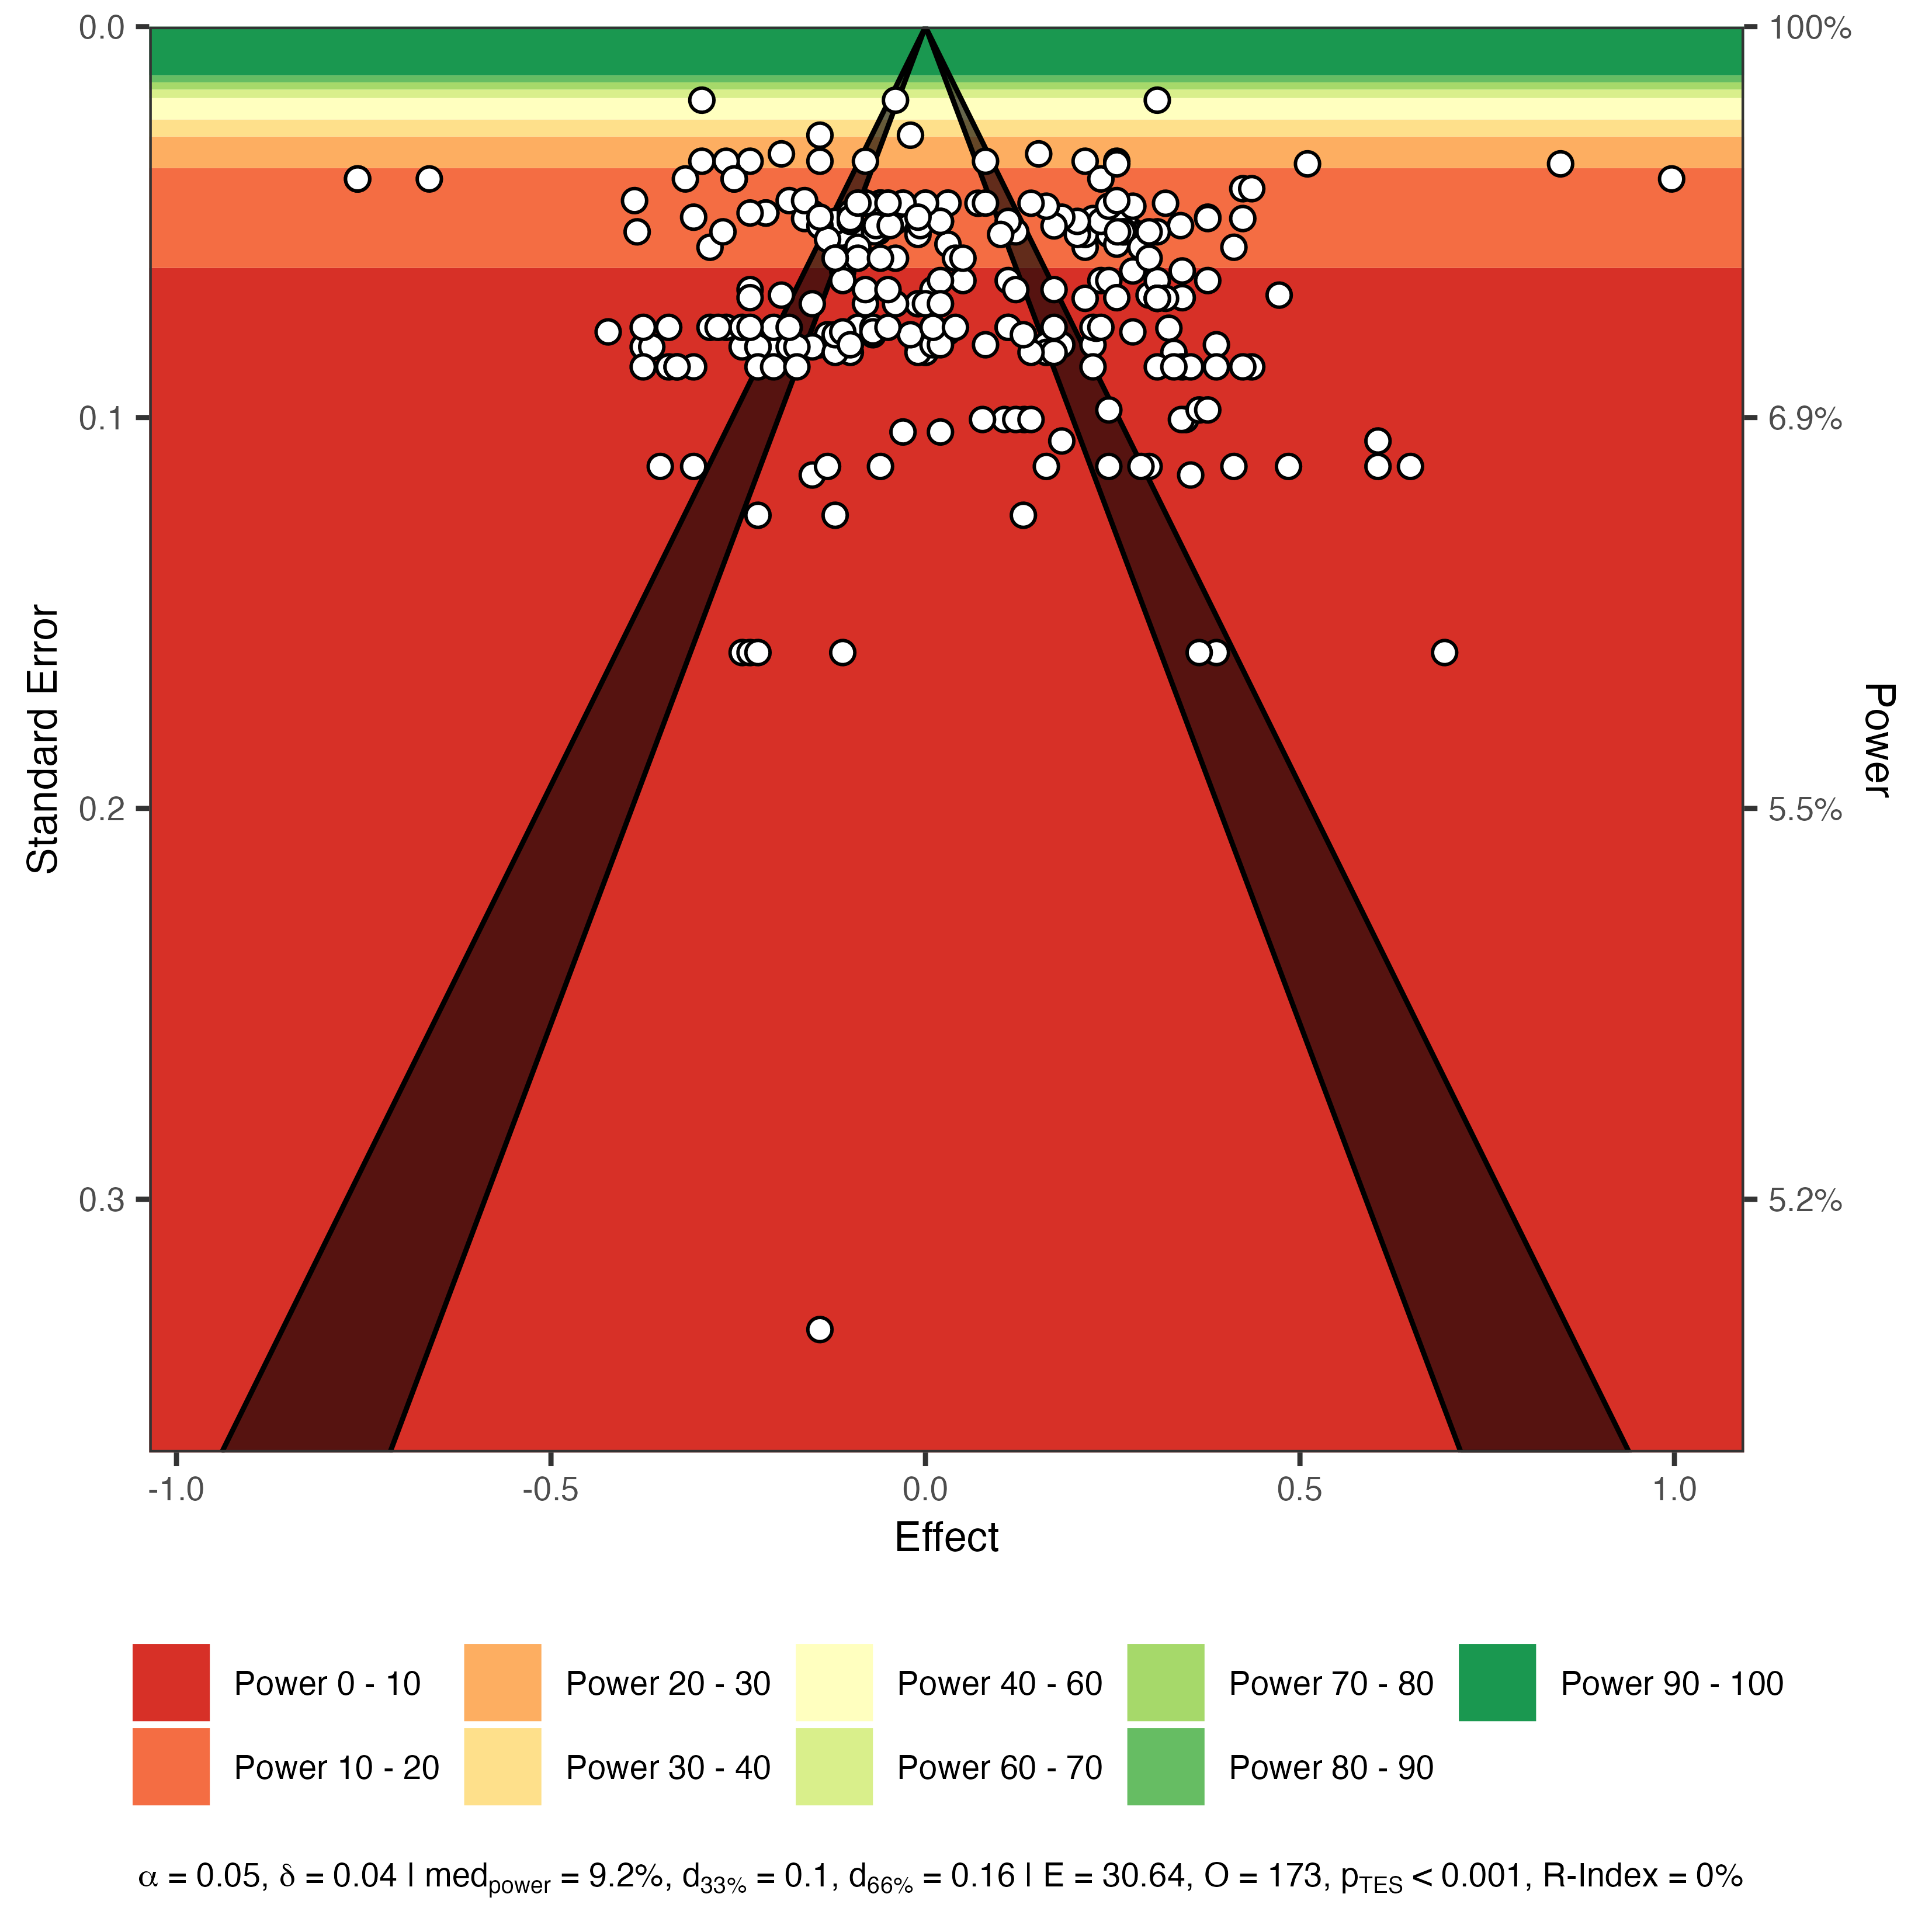 0.0
100%
0.1
6.9%
0.2
5.5%
0.3
5.2%
Standard Error
Power
-1.0 -0.5 0.0 0.5 1.0
Effect
Power 0 - 10 Power 20 - 30 Power 40 - 60 Power 70 - 80 Power 90 - 100
Power 10 - 20 Power 30 - 40 Power 60 - 70 Power 80 - 90
α = 0.05, δ = 0.04 | med_power = 9.2%, d_33% = 0.1, d_66% = 0.16 | E = 30.64, O = 173, p_TES < 0.001, R-Index = 0%